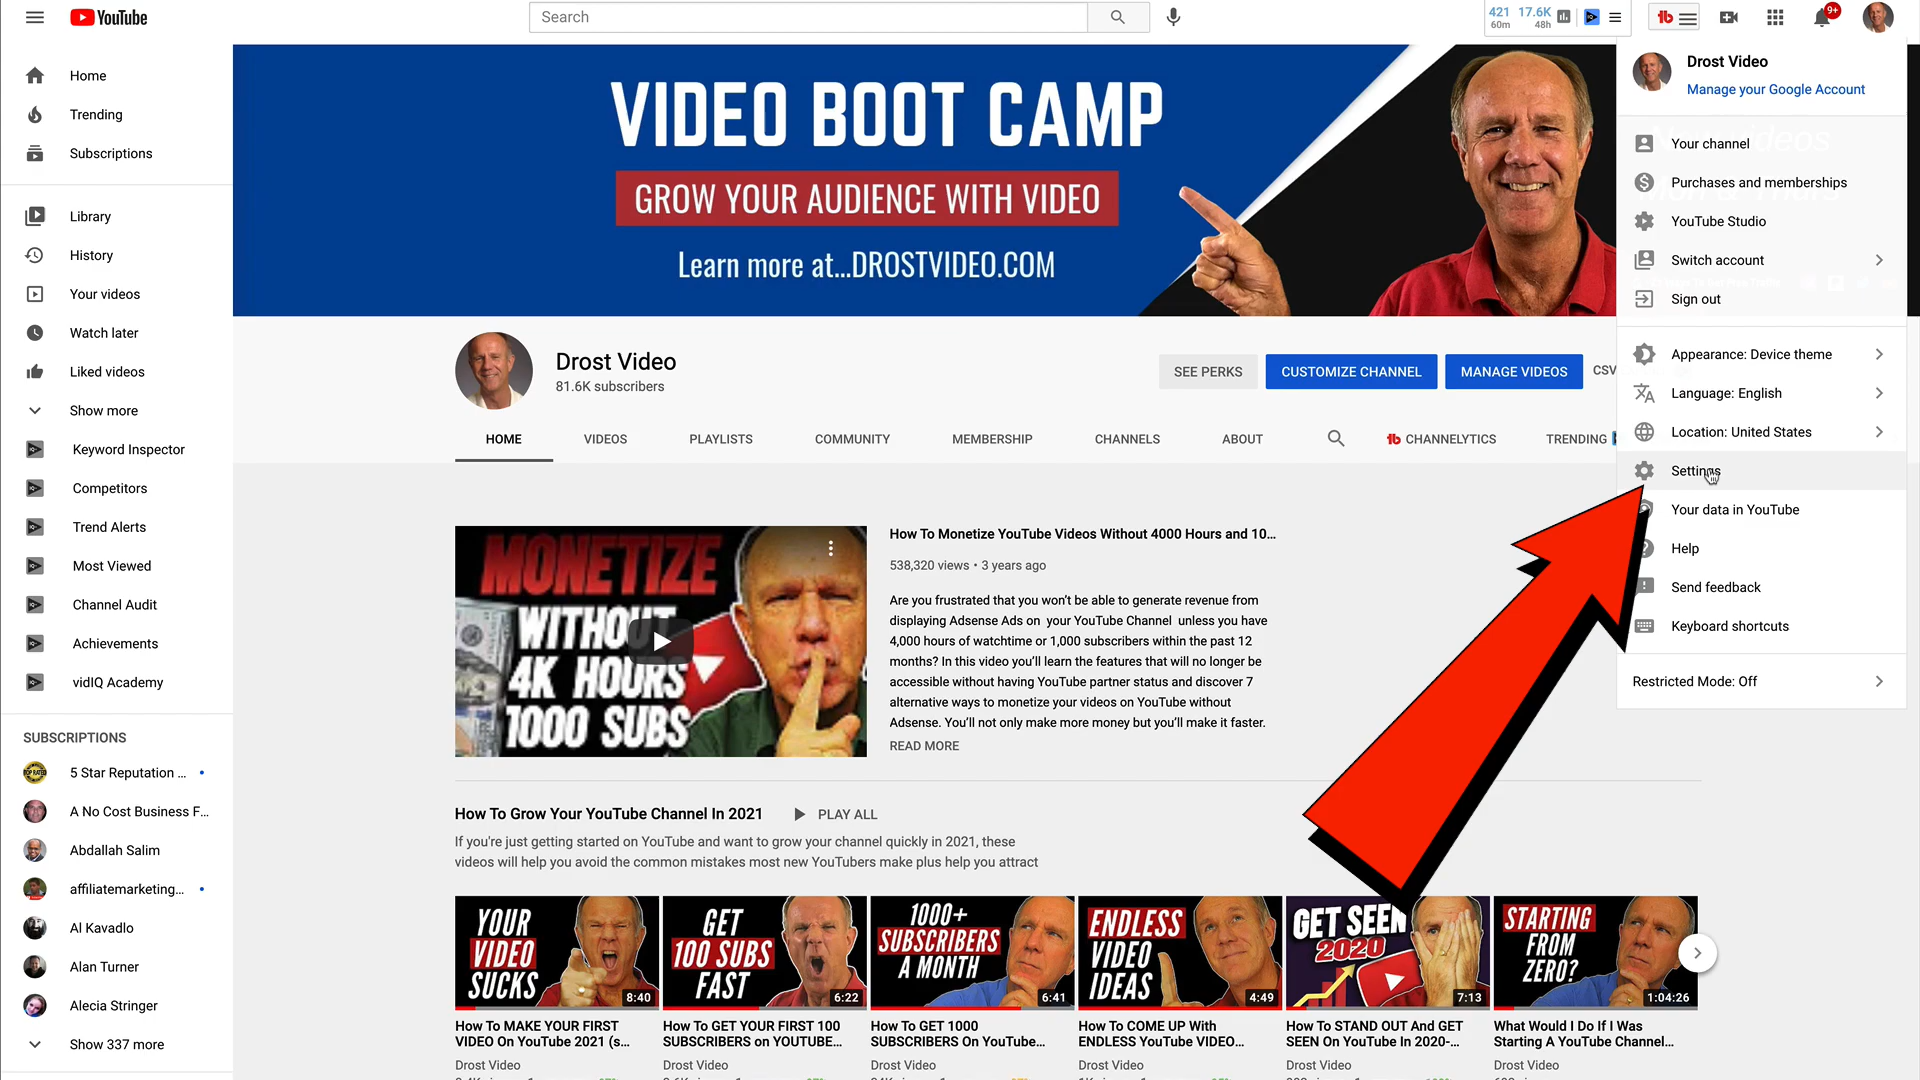 YouTube
Search
421 17.6K
60m 48h
9+
Home
Trending
Subscriptions
Library
History
Your videos
Watch later
Liked videos
Show more
Keyword Inspector
Competitors
Trend Alerts
Most Viewed
Channel Audit
Achievements
vidIQ Academy
SUBSCRIPTIONS
5 Star Reputation ...
A No Cost Business F...
Abdallah Salim
affiliatemarketing...
Al Kavadlo
Alan Turner
Alecia Stringer
Show 337 more
VIDEO BOOT CAMP
GROW YOUR AUDIENCE WITH VIDEO
Learn more at...DROSTVIDEO.COM
Drost Video
81.6K subscribers
SEE PERKS
CUSTOMIZE CHANNEL
MANAGE VIDEOS
CSV
HOME VIDEOS PLAYLISTS COMMUNITY MEMBERSHIP CHANNELS ABOUT CHANNELYTICS TRENDING
MONETIZE
WITHOUT
4K HOURS
1000 SUBS
How To Monetize YouTube Videos Without 4000 Hours and 10...
538,320 views • 3 years ago
Are you frustrated that you won't be able to generate revenue from
displaying Adsense Ads on your YouTube Channel unless you have
4,000 hours of watchtime or 1,000 subscribers within the past 12
months? In this video you'll learn the features that will no longer be
accessible without having YouTube partner status and discover 7
alternative ways to monetize your videos on YouTube without
Adsense. You'll not only make more money but you'll make it faster.
READ MORE
How To Grow Your YouTube Channel In 2021
PLAY ALL
If you're just getting started on YouTube and want to grow your channel quickly in 2021, these
videos will help you avoid the common mistakes most new YouTubers make plus help you attract
YOUR
VIDEO
SUCKS
8:40
How To MAKE YOUR FIRST
VIDEO On YouTube 2021 (s...
Drost Video
GET
100 SUBS
FAST
6:22
How To GET YOUR FIRST 100
SUBSCRIBERS on YOUTUBE...
Drost Video
1000+
SUBSCRIBERS
A MONTH
6:41
How To GET 1000
SUBSCRIBERS On YouTube...
Drost Video
ENDLESS
VIDEO
IDEAS
4:49
How To COME UP With
ENDLESS YouTube VIDEO...
Drost Video
GET SEEN
2020
7:13
How To STAND OUT And GET
SEEN On YouTube In 2020-...
Drost Video
STARTING
FROM
ZERO?
1:04:26
What Would I Do If I Was
Starting A YouTube Channel...
Drost Video
Drost Video
Manage your Google Account
Your channel
Purchases and memberships
YouTube Studio
Switch account
Sign out
Appearance: Device theme
Language: English
Location: United States
Settings
Your data in YouTube
Help
Send feedback
Keyboard shortcuts
Restricted Mode: Off